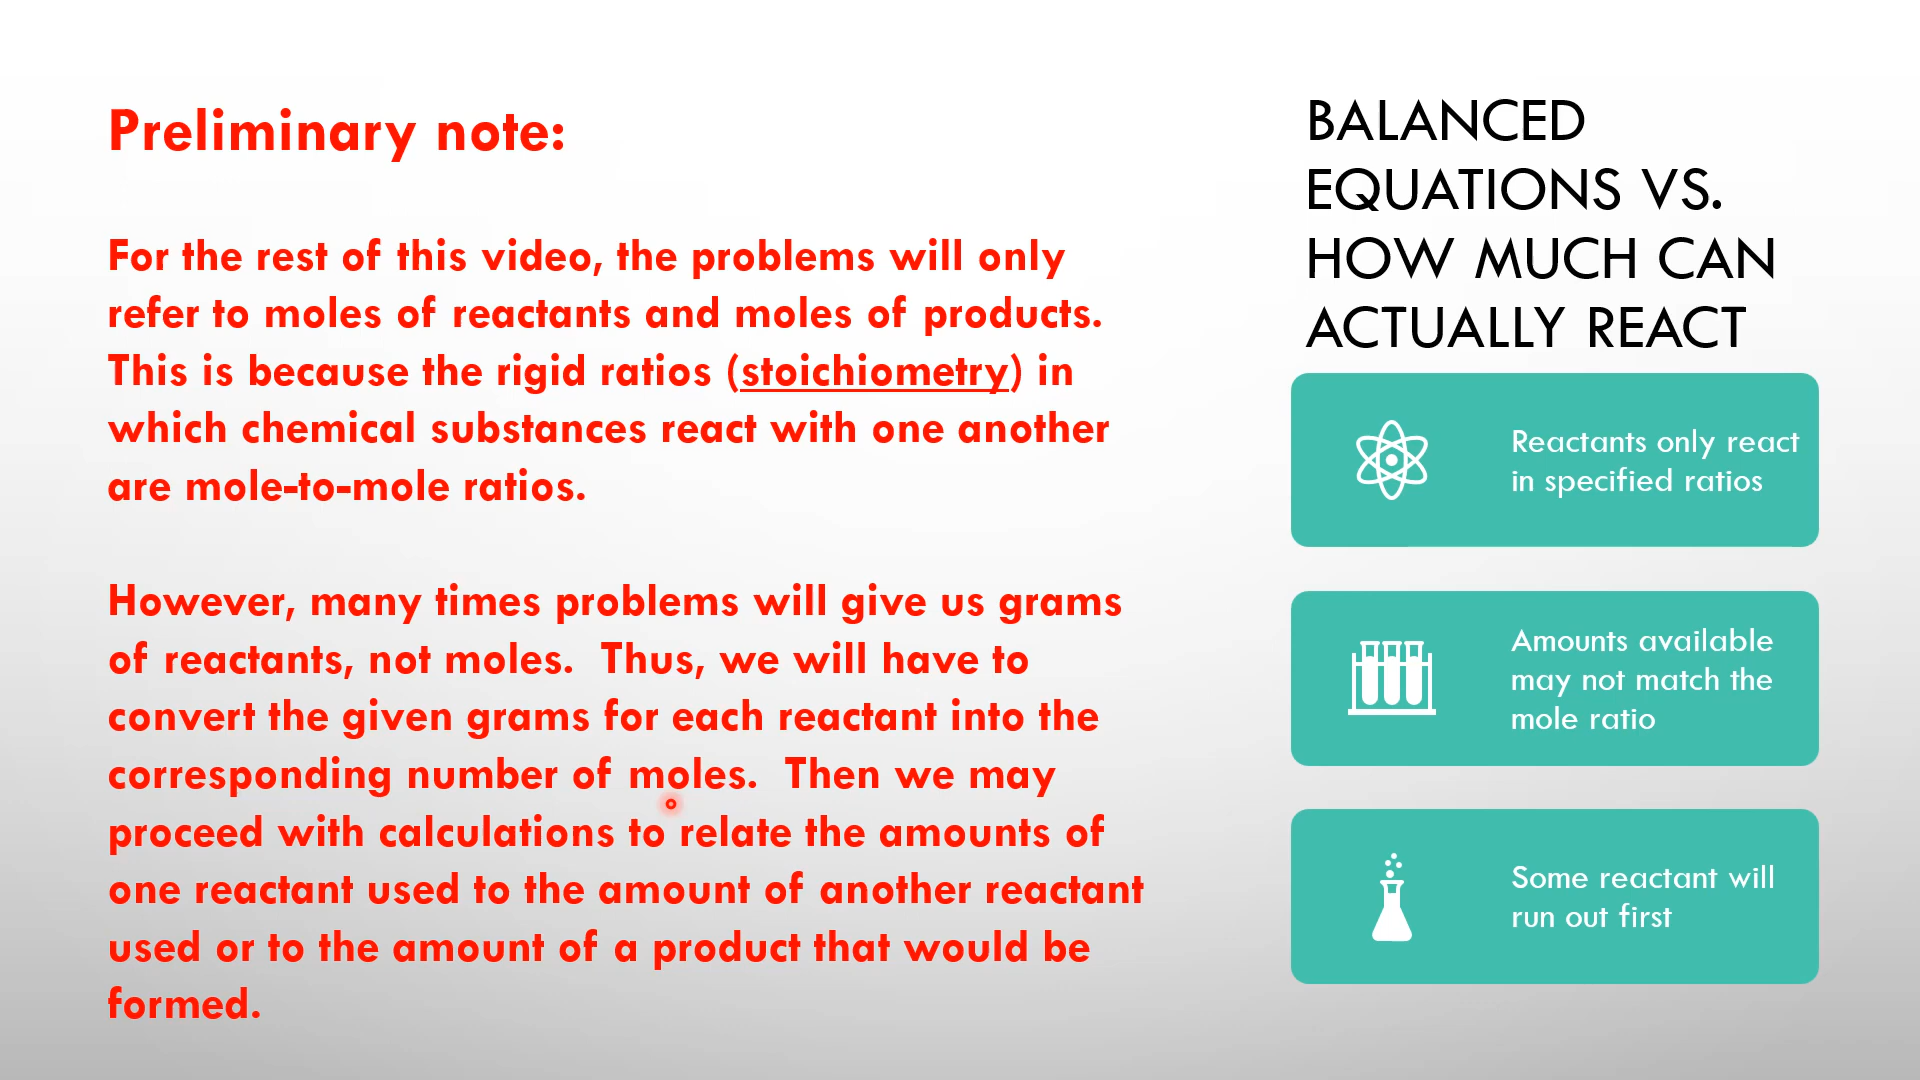 Preliminary note:
For the rest of this video, the problems will only
refer to moles of reactants and moles of products.
This is because the rigid ratios (stoichiometry) in
which chemical substances react with one another
are mole-to-mole ratios.
However, many times problems will give us grams
of reactants, not moles.  Thus, we will have to
convert the given grams for each reactant into the
corresponding number of moles.  Then we may
proceed with calculations to relate the amounts of
one reactant used to the amount of another reactant
used or to the amount of a product that would be
formed.
BALANCED
EQUATIONS VS.
HOW MUCH CAN
ACTUALLY REACT
Reactants only react
in specified ratios
Amounts available
may not match the
mole ratio
Some reactant will
run out first